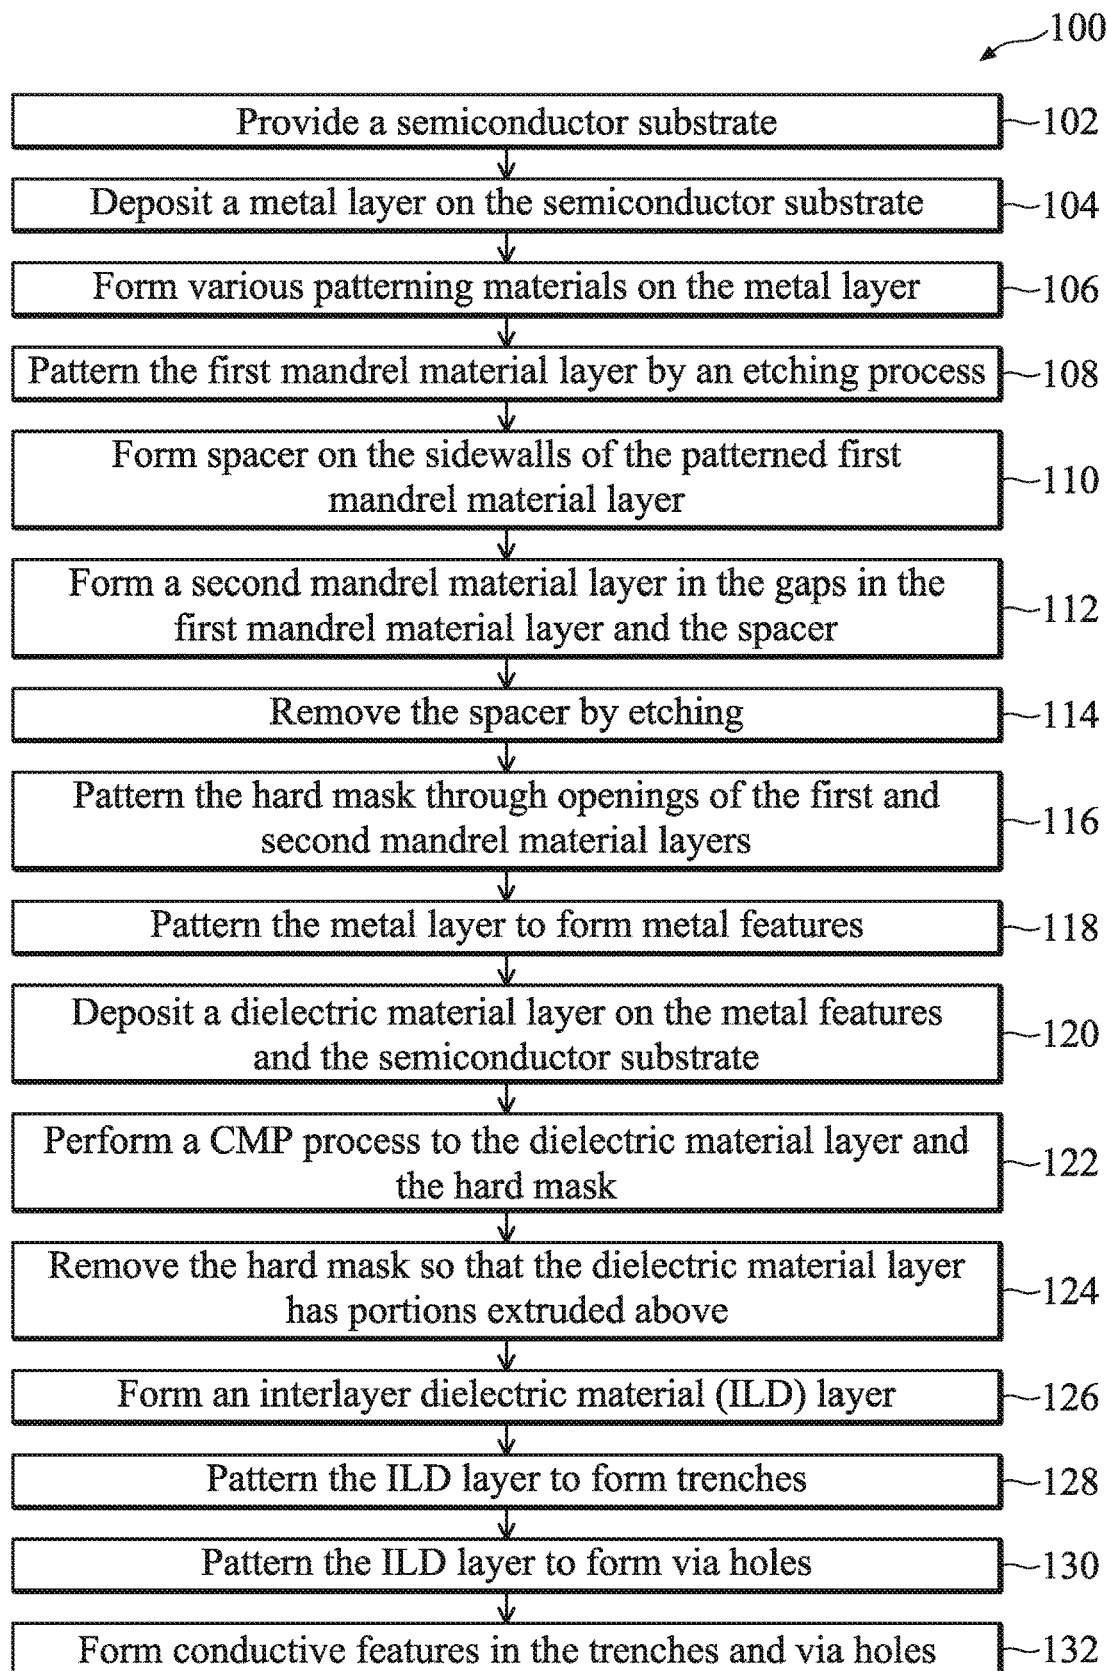 100
Provide a semiconductor substrate 102
Deposit a metal layer on the semiconductor substrate 104
Form various patterning materials on the metal layer 106
Pattern the first mandrel material layer by an etching process 108
Form spacer on the sidewalls of the patterned first
mandrel material layer 110
Form a second mandrel material layer in the gaps in the
first mandrel material layer and the spacer 112
Remove the spacer by etching 114
Pattern the hard mask through openings of the first and
second mandrel material layers 116
Pattern the metal layer to form metal features 118
Deposit a dielectric material layer on the metal features
and the semiconductor substrate 120
Perform a CMP process to the dielectric material layer and
the hard mask 122
Remove the hard mask so that the dielectric material layer
has portions extruded above 124
Form an interlayer dielectric material (ILD) layer 126
Pattern the ILD layer to form trenches 128
Pattern the ILD layer to form via holes 130
Form conductive features in the trenches and via holes 132